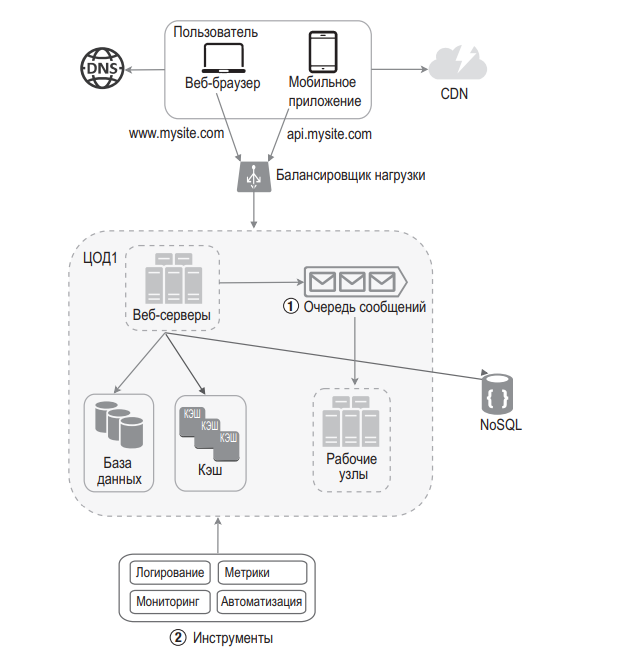 Пользователь
DNS
Веб-браузер
Мобильное
приложение
CDN
www.mysite.com
api.mysite.com
Балансировщик нагрузки
ЦОД1
Веб-серверы
1 Очередь сообщений
База
данных
КЭШ
КЭШ
КЭШ
Кэш
Рабочие
узлы
{ }
NoSQL
Логирование
Метрики
Мониторинг
Автоматизация
2 Инструменты